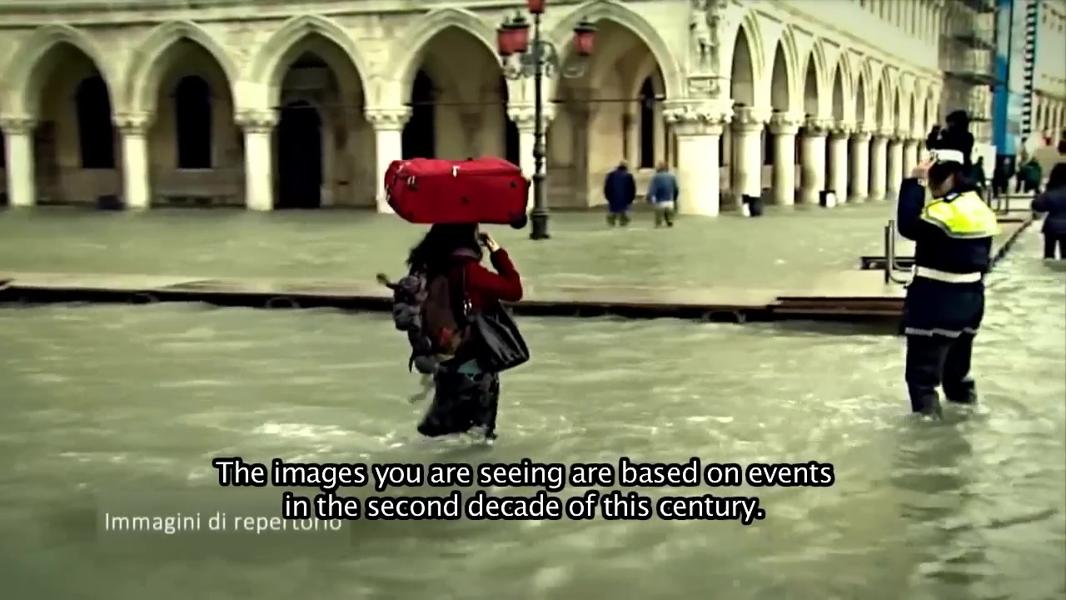 The images you are seeing are based on events
in the second decade of this century.
Immagini di repertorio